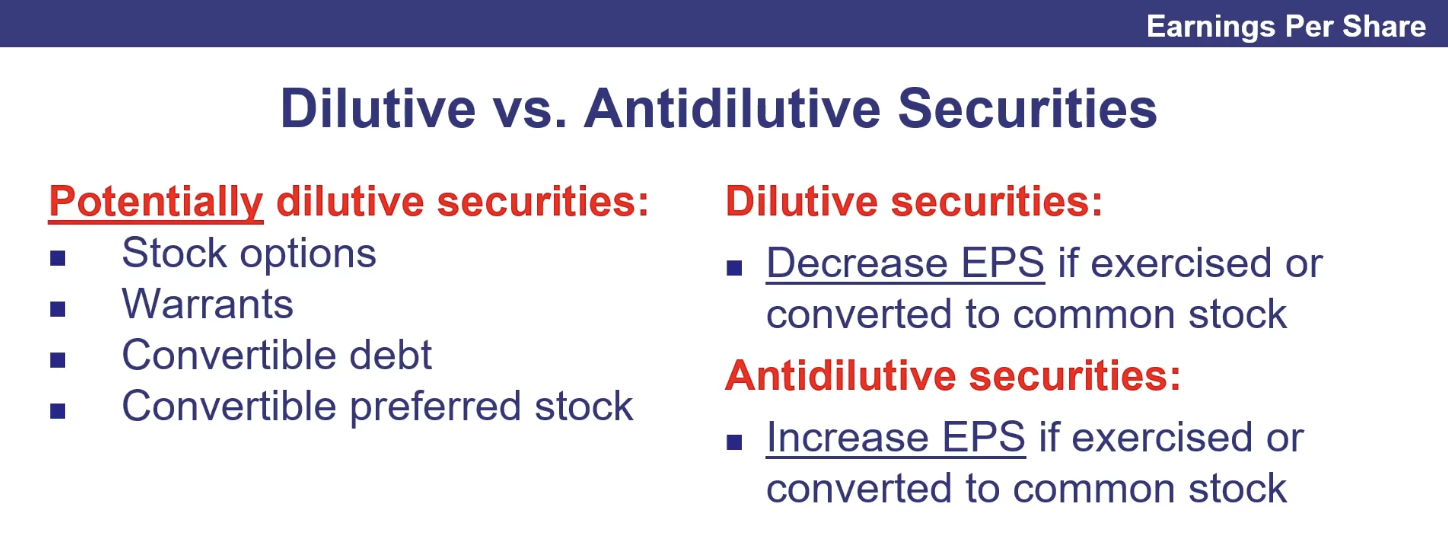 Earnings Per Share
Dilutive vs. Antidilutive Securities
Potentially dilutive securities:
■ Stock options
■ Warrants
■ Convertible debt
■ Convertible preferred stock
Dilutive securities:
■ Decrease EPS if exercised or
converted to common stock
Antidilutive securities:
■ Increase EPS if exercised or
converted to common stock